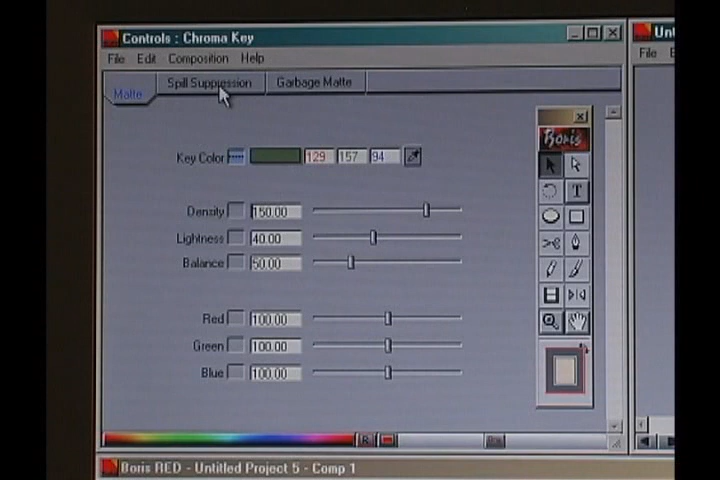 Controls : Chroma Key
File Edit Composition Help
Matte Spill Suppression Garbage Matte
Boris
Key Color 129 157 94
Density 150.00
Lightness 40.00
Balance 50.00
T
Red 100.00
Green 100.00
Blue 100.00
Boris RED - Untitled Project 5 - Comp 1
Unt
File E